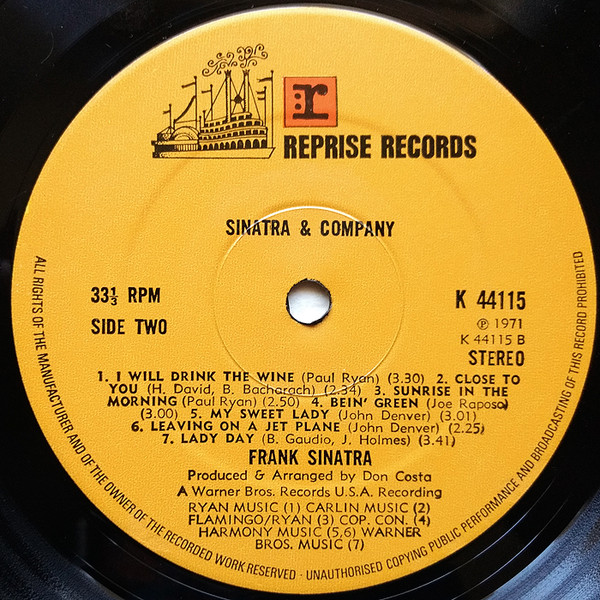 r
REPRISE RECORDS
SINATRA & COMPANY
33⅓ RPM
SIDE TWO
K 44115
℗ 1971
K 44115 B
STEREO
1. I WILL DRINK THE WINE (Paul Ryan) (3.30) 2. CLOSE TO
YOU (H. David, B. Bacharach) (2.34) 3. SUNRISE IN THE
MORNING (Paul Ryan) (2.50) 4. BEIN' GREEN (Joe Raposo)
(3.00) 5. MY SWEET LADY (John Denver) (3.01)
6. LEAVING ON A JET PLANE (John Denver) (2.25)
7. LADY DAY (B. Gaudio, J. Holmes) (3.41)
FRANK SINATRA
Produced & Arranged by Don Costa
A Warner Bros. Records U.S.A. Recording
RYAN MUSIC (1) CARLIN MUSIC (2)
FLAMINGO/RYAN (3) COP. CON. (4)
HARMONY MUSIC (5,6) WARNER
BROS. MUSIC (7)
ALL RIGHTS OF THE MANUFACTURER AND OF THE OWNER OF THE RECORDED WORK RESERVED - UNAUTHORISED COPYING PUBLIC PERFORMANCE AND BROADCASTING OF THIS RECORD PROHIBITED